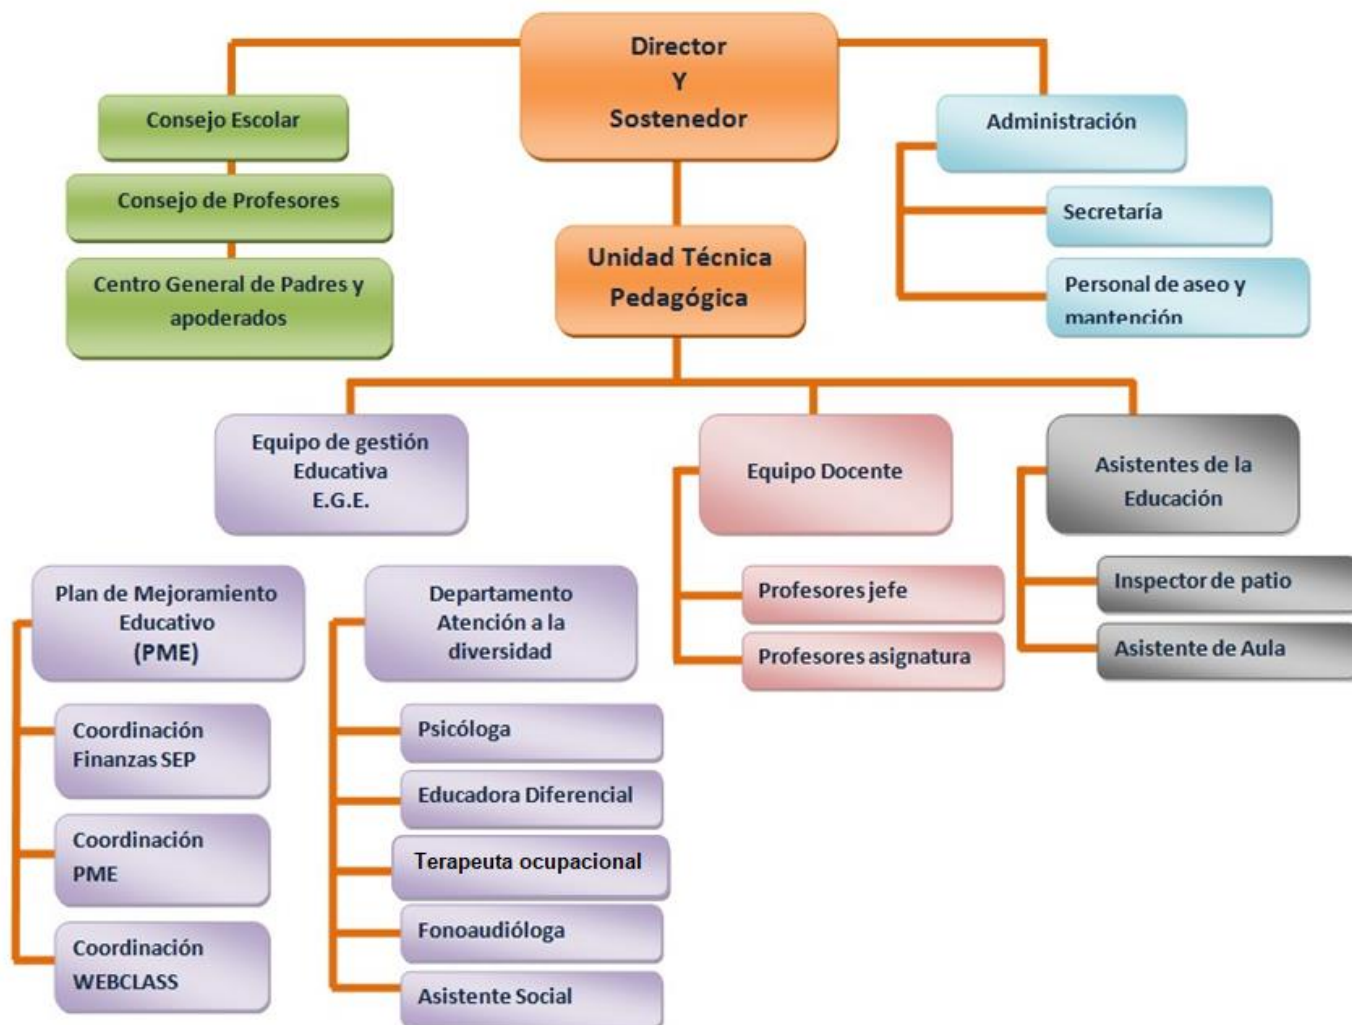 Director
Y
Sostenedor
Consejo Escolar
Consejo de Profesores
Centro General de Padres y
apoderados
Administración
Secretaría
Personal de aseo y
mantención
Unidad Técnica
Pedagógica
Equipo de gestión
Educativa
E.G.E.
Equipo Docente
Asistentes de la
Educación
Plan de Mejoramiento
Educativo
(PME)
Coordinación
Finanzas SEP
Coordinación
PME
Coordinación
WEBCLASS
Departamento
Atención a la
diversidad
Psicóloga
Educadora Diferencial
Terapeuta ocupacional
Fonoaudióloga
Asistente Social
Profesores jefe
Profesores asignatura
Inspector de patio
Asistente de Aula